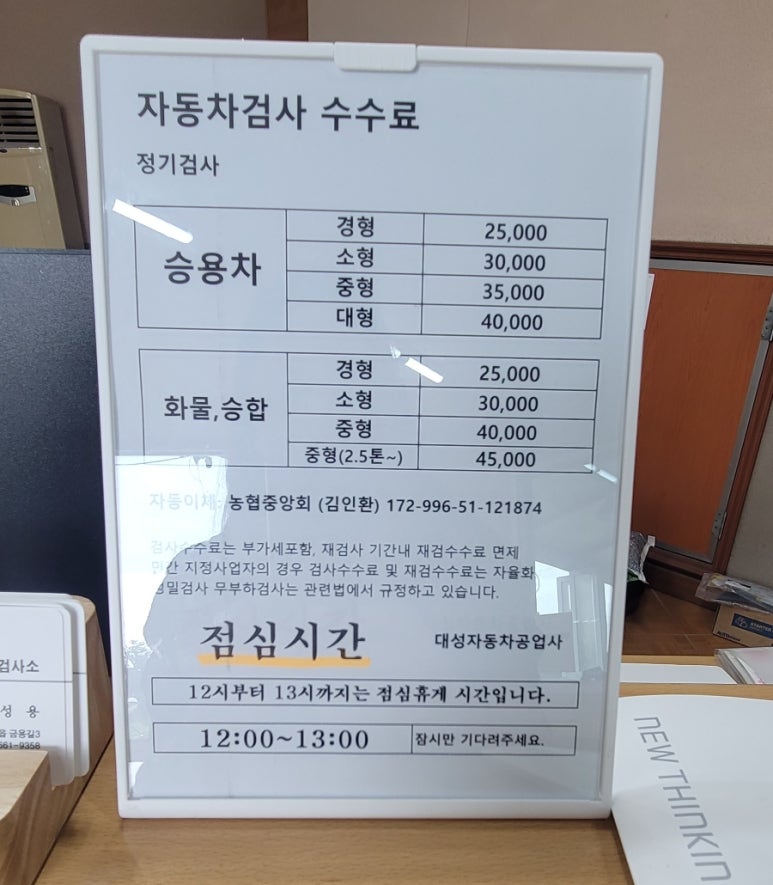 자동차검사 수수료
정기검사
승용차
경형 25,000
소형 30,000
중형 35,000
대형 40,000
화물,승합
경형 25,000
소형 30,000
중형 40,000
중형(2.5톤~) 45,000
자동이체: 농협중앙회 (김인환) 172-996-51-121874
검사수수료는 부가세포함, 재검사 기간내 재검수수료 면제
민간 지정사업자의 경우 검사수수료 및 재검수수료는 자율화
정밀검사 무부하검사는 관련법에서 규정하고 있습니다.
점심시간
대성자동차공업사
12시부터 13시까지는 점심휴게 시간입니다.
12:00~13:00 잠시만 기다려주세요.
검사소
성 용
읍 금용길3
661-9358
NEW THINKIN
STARTER